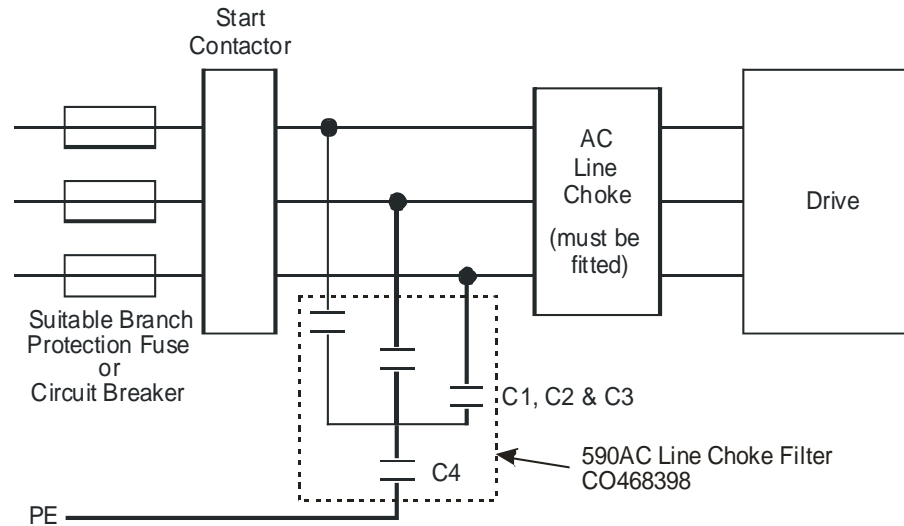 Start
Contactor
AC
Line
Choke
(must be
fitted)
Drive
Suitable Branch
Protection Fuse
or
Circuit Breaker
C1, C2 & C3
C4
590AC Line Choke Filter
CO468398
PE